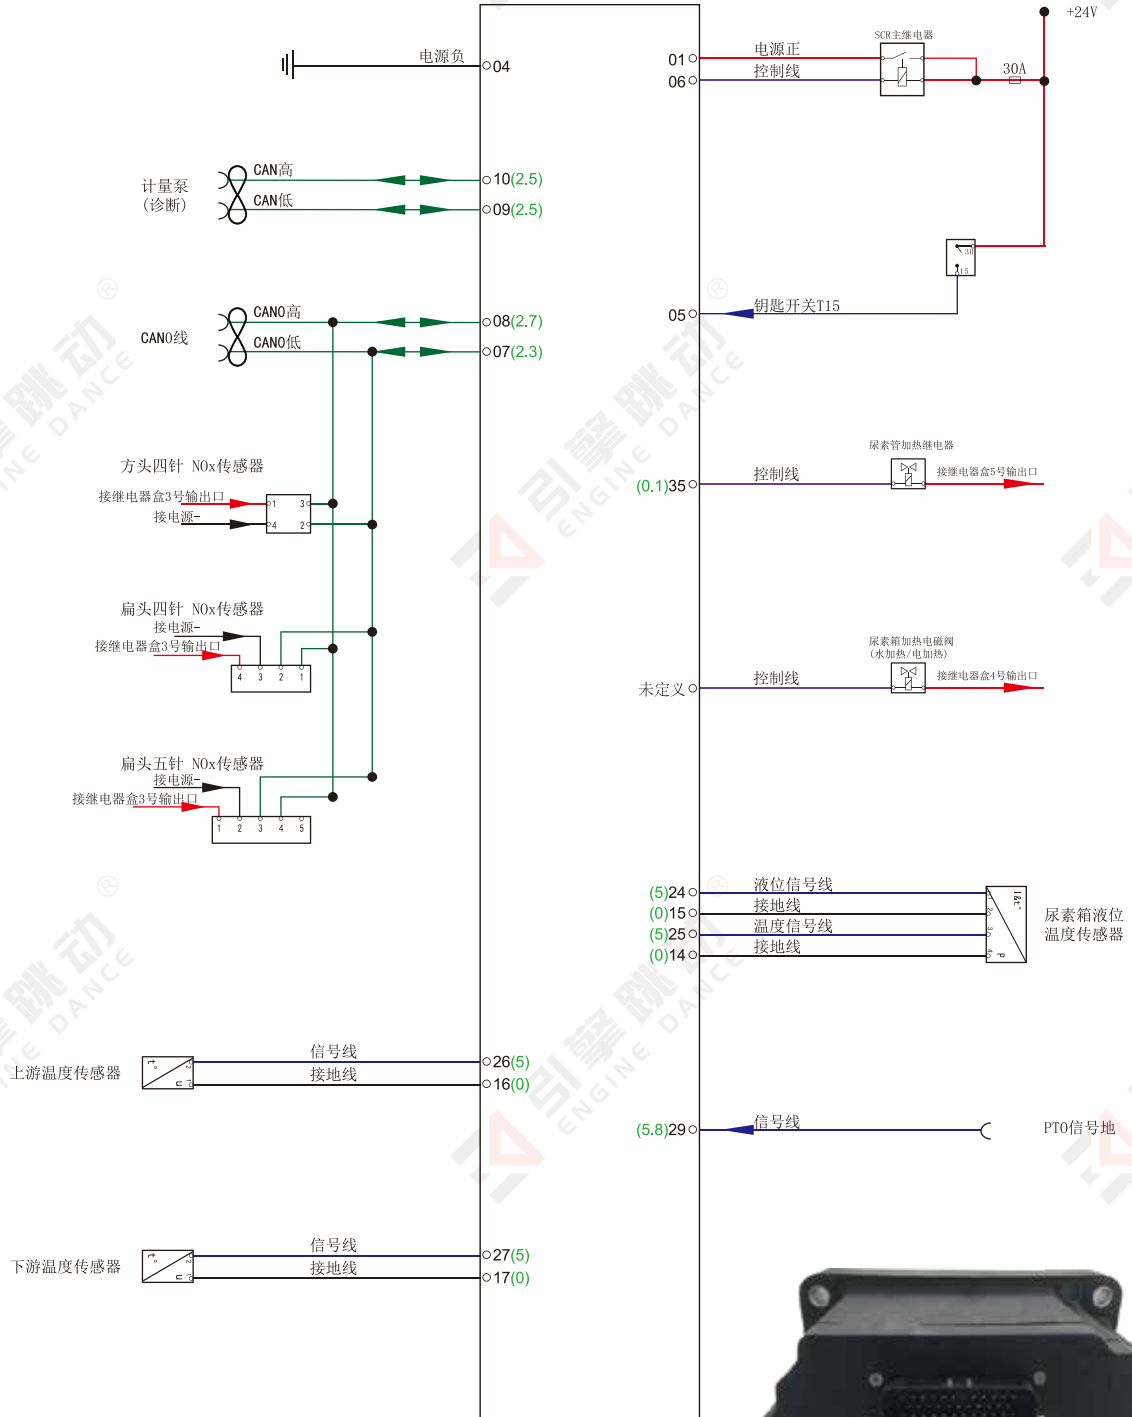 +24V
SCR主继电器
电源负
04
01
电源正
06
控制线
30A
计量泵
(诊断)
CAN高
10(2.5)
CAN低
09(2.5)
30
15
05
钥匙开关T15
CAN0线
CAN0高
08(2.7)
CAN0低
07(2.3)
方头四针 NOx传感器
接继电器盒3号输出口
接电源-
1
3
4
2
尿素管加热继电器
(0.1)35
控制线
接继电器盒5号输出口
扁头四针 NOx传感器
接电源-
接继电器盒3号输出口
4 3 2 1
尿素箱加热电磁阀
(水加热/电加热)
未定义
控制线
接继电器盒4号输出口
扁头五针 NOx传感器
接电源-
接继电器盒3号输出口
1 2 3 4 5
(5)24
液位信号线
(0)15
接地线
(5)25
温度信号线
(0)14
接地线
1
2
3
4
l&t°
P
尿素箱液位
温度传感器
上游温度传感器
t°
u
2
1
信号线
26(5)
接地线
16(0)
(5.8)29
信号线
PTO信号地
下游温度传感器
t°
u
2
1
信号线
27(5)
接地线
17(0)
引擎跳动
ENGINE DANCE
®